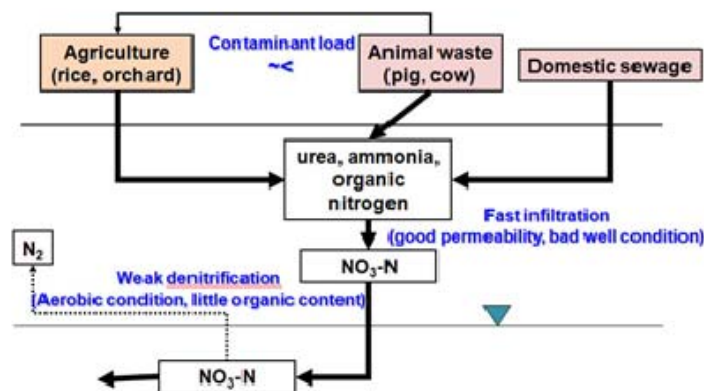 Agriculture
(rice, orchard)
Contaminant load
~<
Animal waste
(pig, cow)
Domestic sewage
urea, ammonia,
organic
nitrogen
Fast infiltration
(good permeability, bad well condition)
N2
NO3-N
Weak denitrification
(Aerobic condition, little organic content)
NO3-N